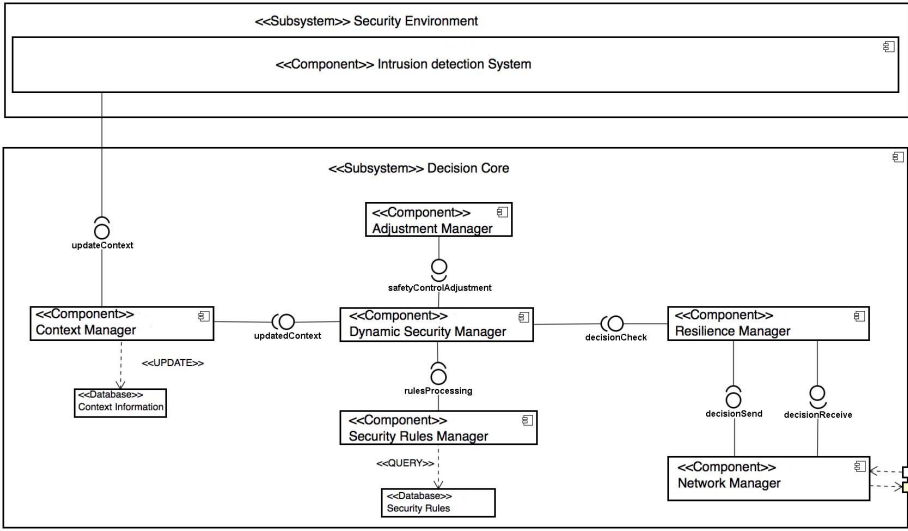 <<Subsystem>> Security Environment
<<Component>> Intrusion detection System
<<Subsystem>> Decision Core
<<Component>>
Adjustment Manager
updateContext
safetyControlAdjustment
<<Component>>
Context Manager
updatedContext
<<Component>>
Dynamic Security Manager
decisionCheck
<<Component>>
Resilience Manager
<<UPDATE>>
<<Database>>
Context Information
rulesProcessing
decisionSend
decisionReceive
<<Component>>
Security Rules Manager
<<QUERY>>
<<Database>>
Security Rules
<<Component>>
Network Manager